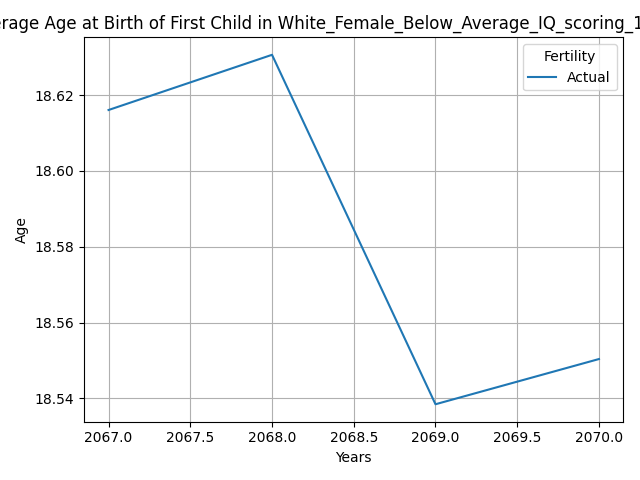 Age at Birth of First Child in White_Female_Below_Average_IQ_scoring_1
Fertility
Actual
18.62
18.60
18.58
18.56
18.54
Age
2067.0 2067.5 2068.0 2068.5 2069.0 2069.5 2070.0
Years